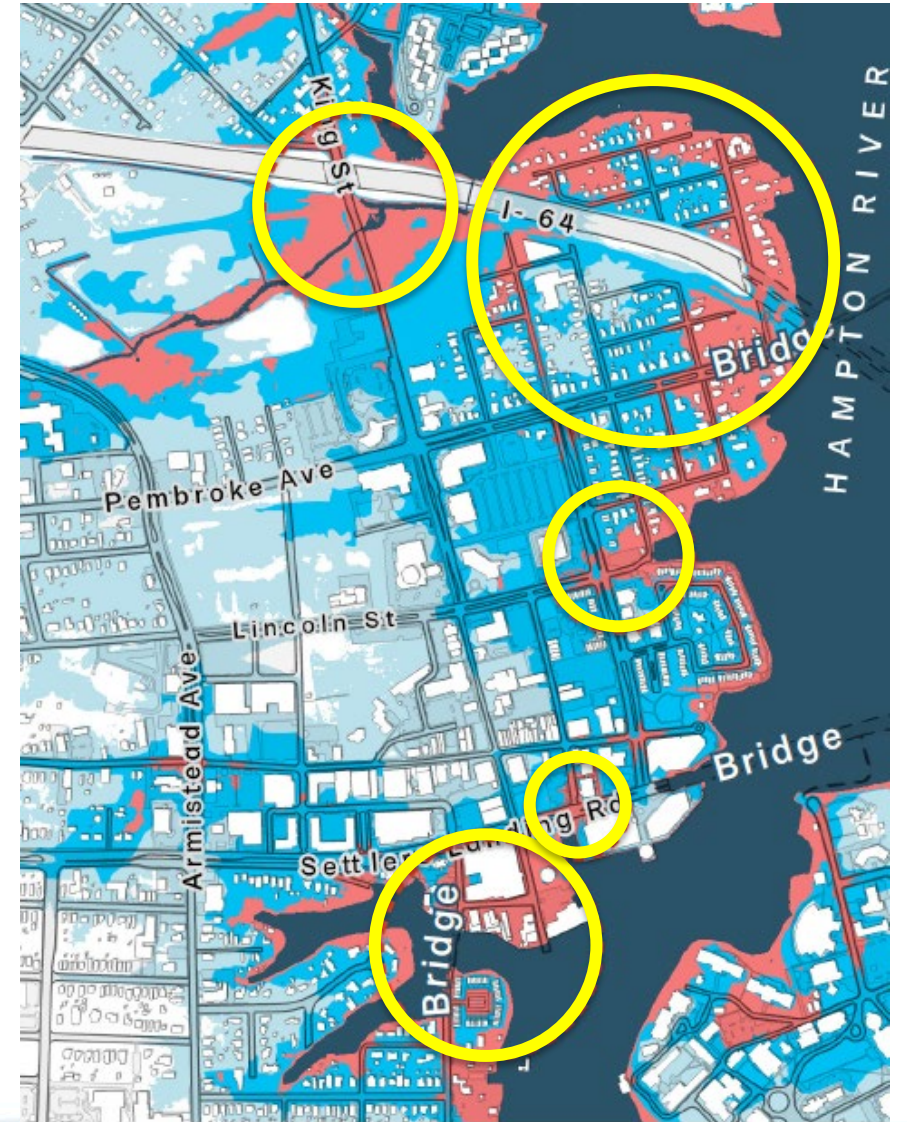 King St
I- 64
HAMPTON RIVER
Bridge
Pembroke Ave
Lincoln St
Armistead Ave
Bridge
Settlers Landing Rd
Bridge